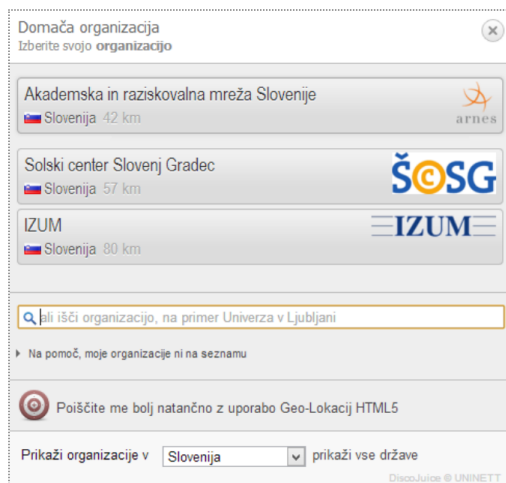 Domača organizacija
Izberite svojo organizacijo
Akademska in raziskovalna mreža Slovenije
Slovenija 42 km
arnes
Solski center Slovenj Gradec
Slovenija 57 km
ŠCSG
IZUM
Slovenija 80 km
IZUM
ali išči organizacijo, na primer Univerza v Ljubljani
Na pomoč, moje organizacije ni na seznamu
Poiščite me bolj natančno z uporabo Geo-Lokacij HTML5
Prikaži organizacije v Slovenija prikaži vse države
DiscoJuice © UNINETT